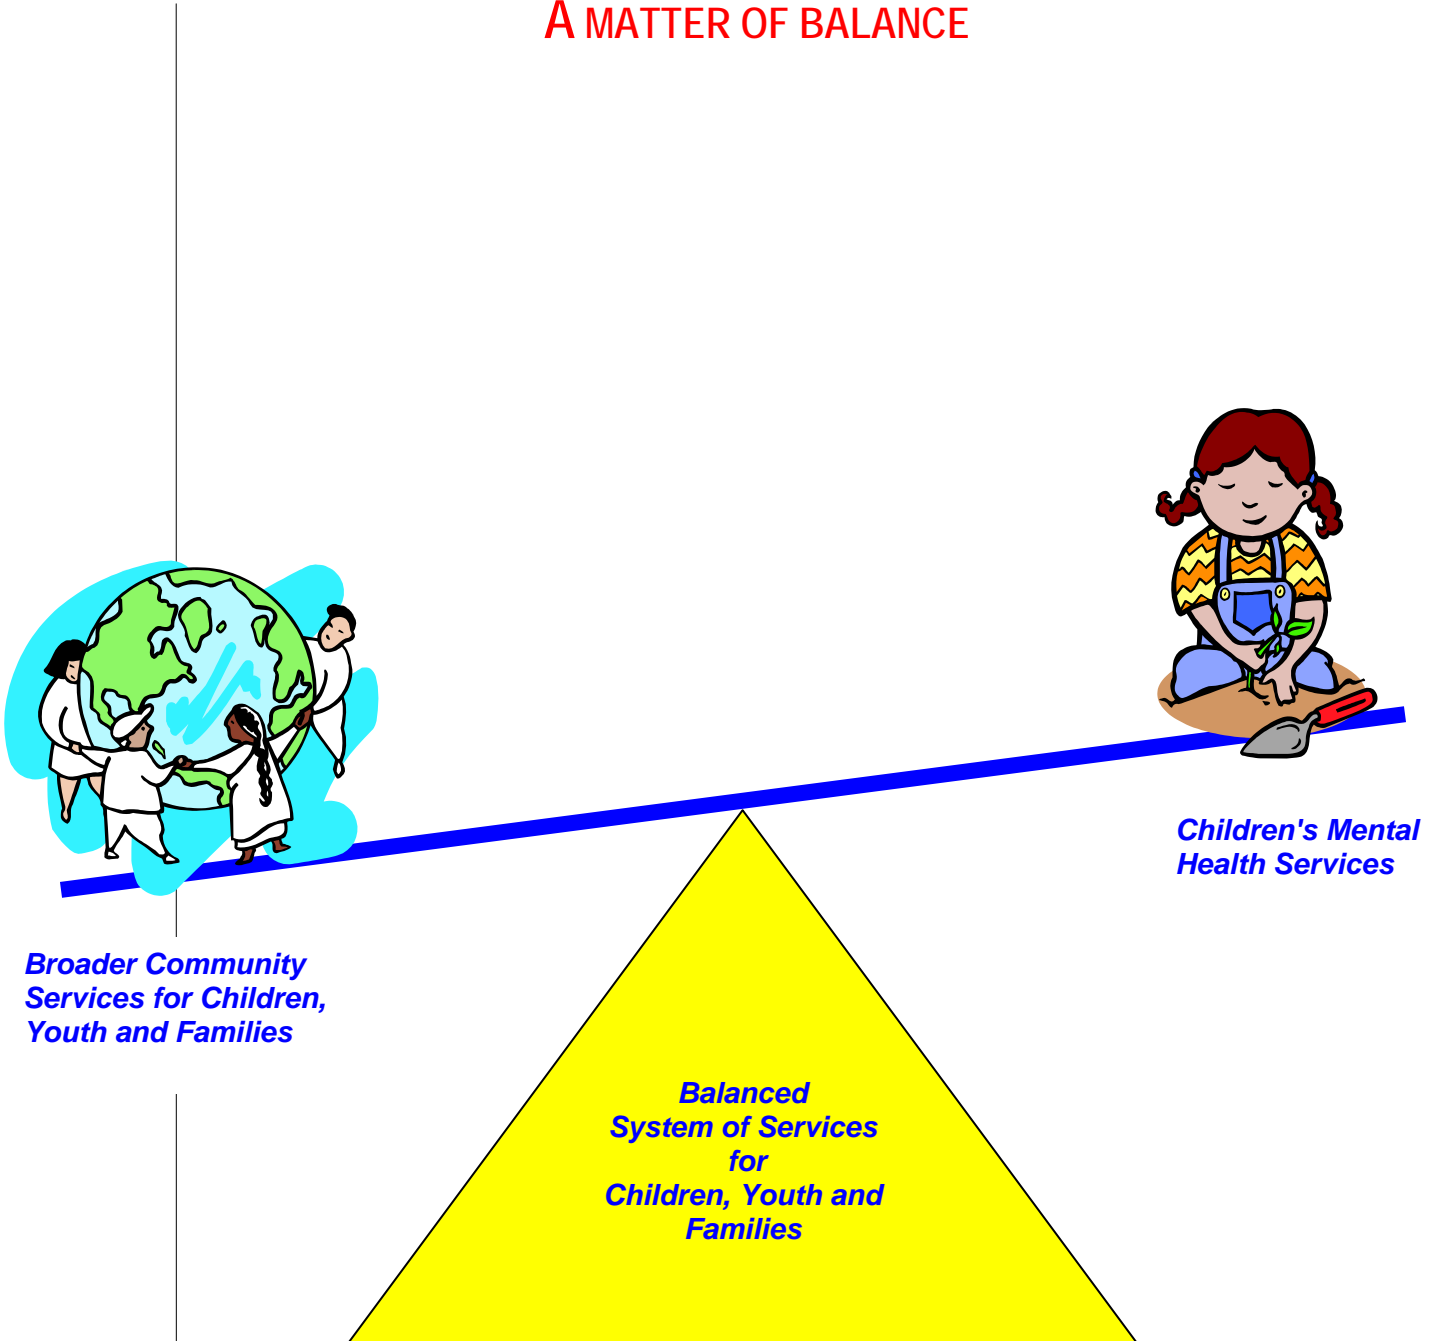 A MATTER OF BALANCE
Children's Mental
Health Services
Broader Community
Services for Children,
Youth and Families
Balanced
System of Services
for
Children, Youth and
Families